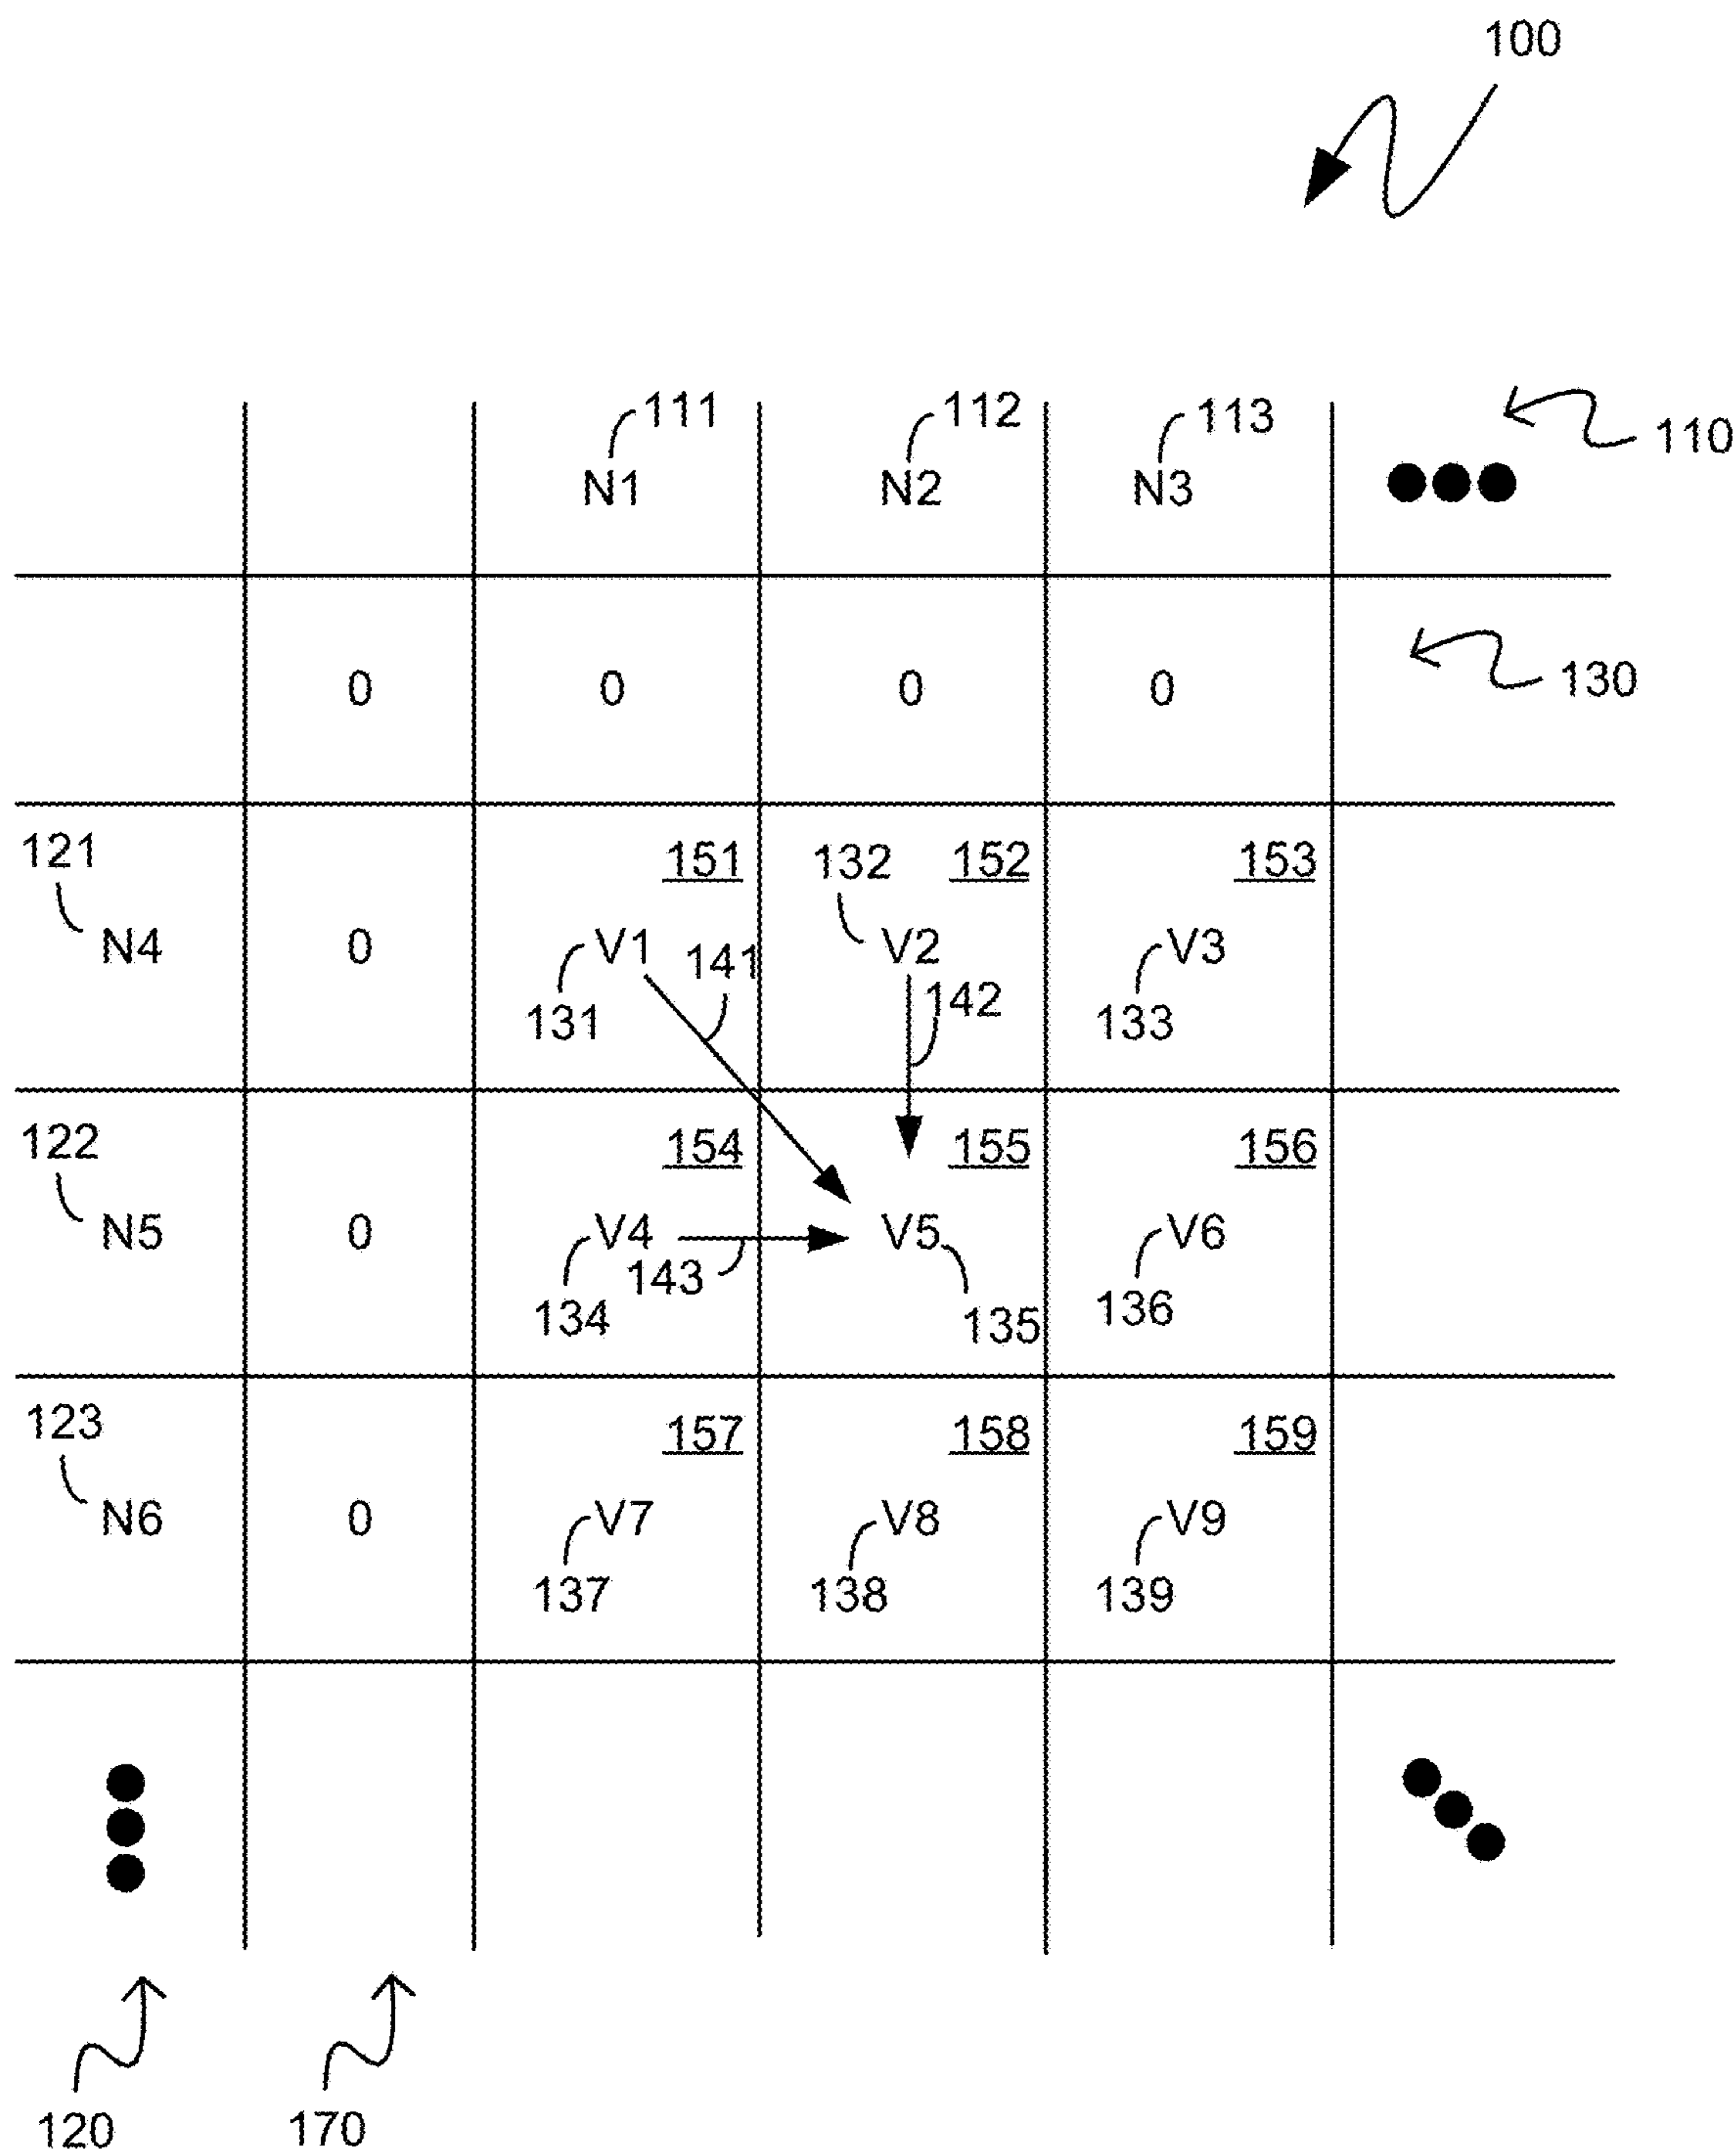 100
111 112 113 110
N1 N2 N3
0 0 0 0 130
121 151 132 152 153
N4 0 V1 141 V2 V3
131 142 133
122 154 155 156
N5 0 V4 V5 V6
134 143 135 136
123 157 158 159
N6 0 V7 V8 V9
137 138 139
120 170